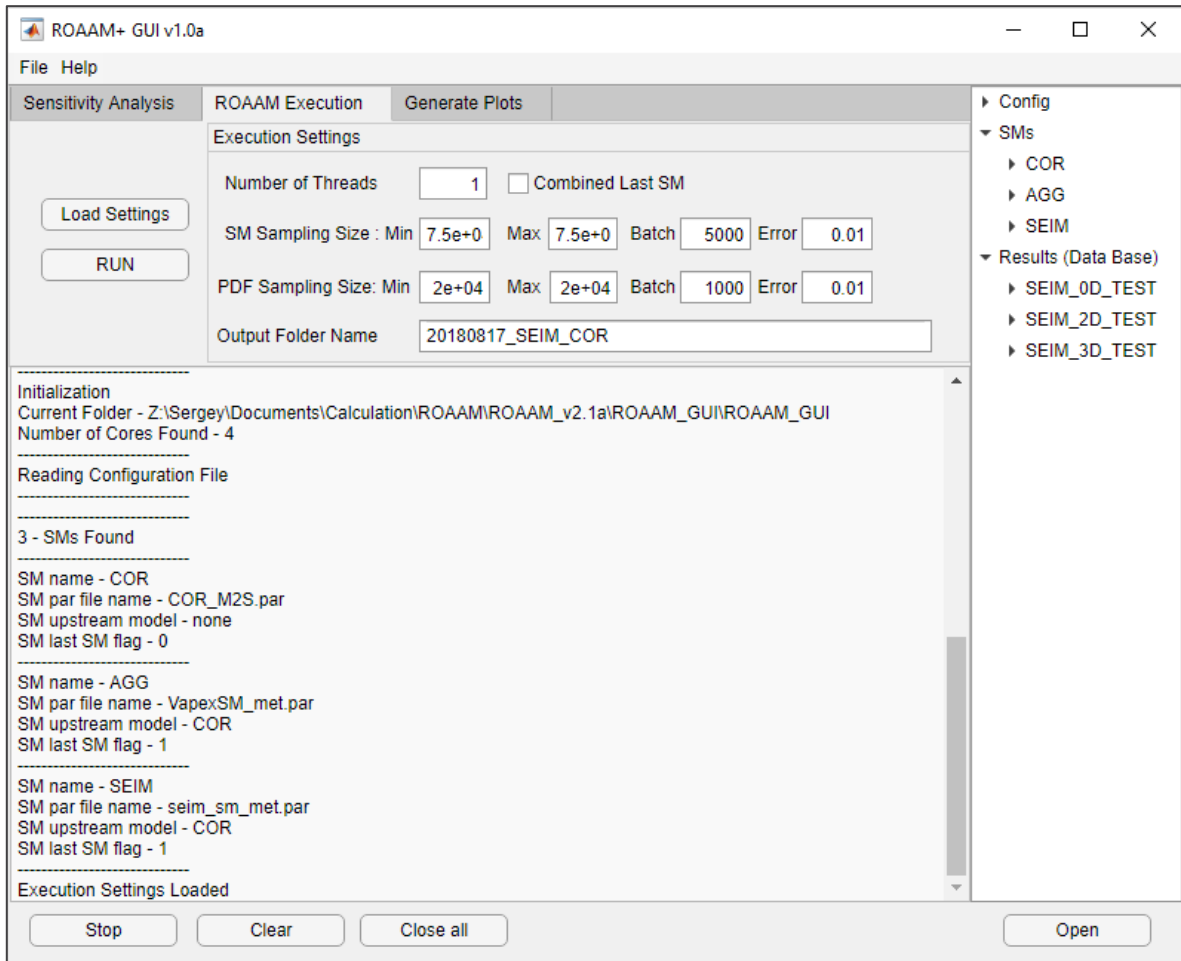 ROAAM+ GUI v1.0a
File Help
Sensitivity Analysis ROAAM Execution Generate Plots
Execution Settings
Number of Threads 1 Combined Last SM
Load Settings
SM Sampling Size : Min 7.5e+0 Max 7.5e+0 Batch 5000 Error 0.01
RUN
PDF Sampling Size: Min 2e+04 Max 2e+04 Batch 1000 Error 0.01
Output Folder Name 20180817_SEIM_COR
-----------------------------
Initialization
Current Folder - Z:\Sergey\Documents\Calculation\ROAAM\ROAAM_v2.1a\ROAAM_GUI\ROAAM_GUI
Number of Cores Found - 4
-----------------------------
Reading Configuration File
-----------------------------
-----------------------------
3 - SMs Found
-----------------------------
SM name - COR
SM par file name - COR_M2S.par
SM upstream model - none
SM last SM flag - 0
-----------------------------
SM name - AGG
SM par file name - VapexSM_met.par
SM upstream model - COR
SM last SM flag - 1
-----------------------------
SM name - SEIM
SM par file name - seim_sm_met.par
SM upstream model - COR
SM last SM flag - 1
-----------------------------
Execution Settings Loaded
Config
SMs
COR
AGG
SEIM
Results (Data Base)
SEIM_0D_TEST
SEIM_2D_TEST
SEIM_3D_TEST
Stop Clear Close all Open